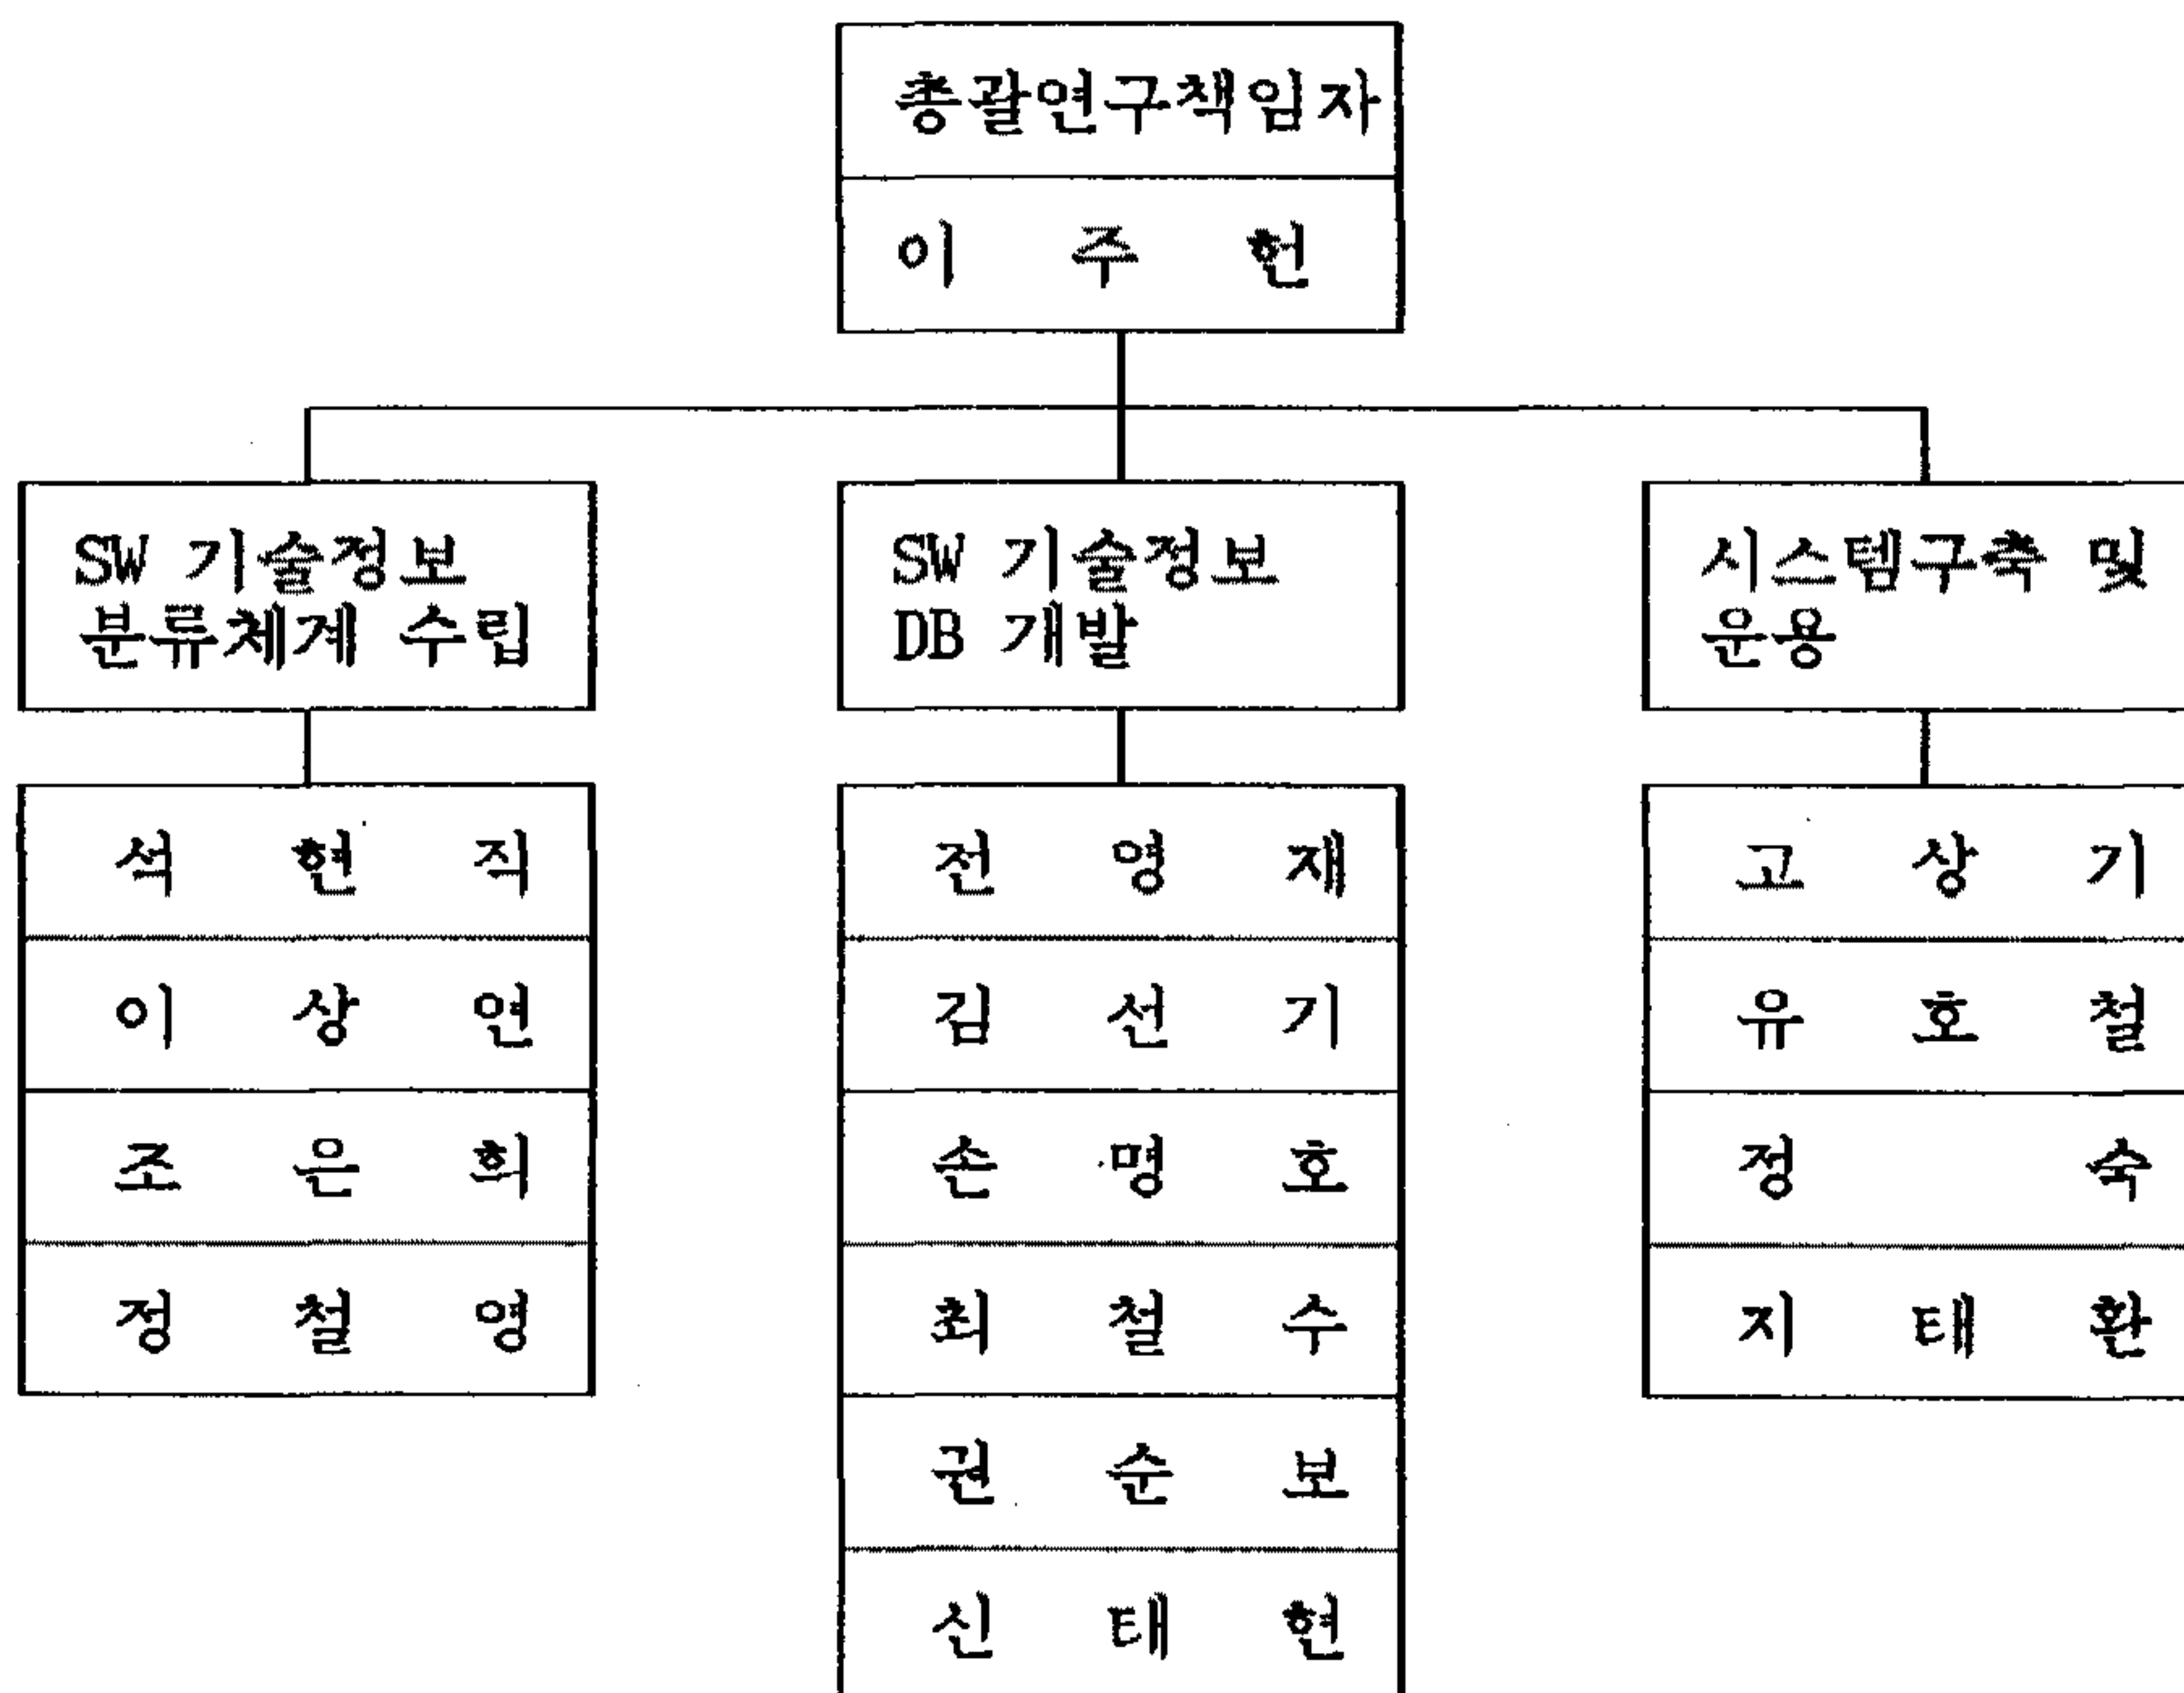 총괄연구책임자
이 주 헌
SW 기술정보
분류체계 수립
SW 기술정보
DB 개발
시스템구축 및
운용
석 현 직
이 상 연
조 은 희
정 철 영
전 영 재
김 선 기
손 명 호
최 철 수
권 순 보
신 태 헌
고 상 기
유 호 철
정 숙
지 태 환